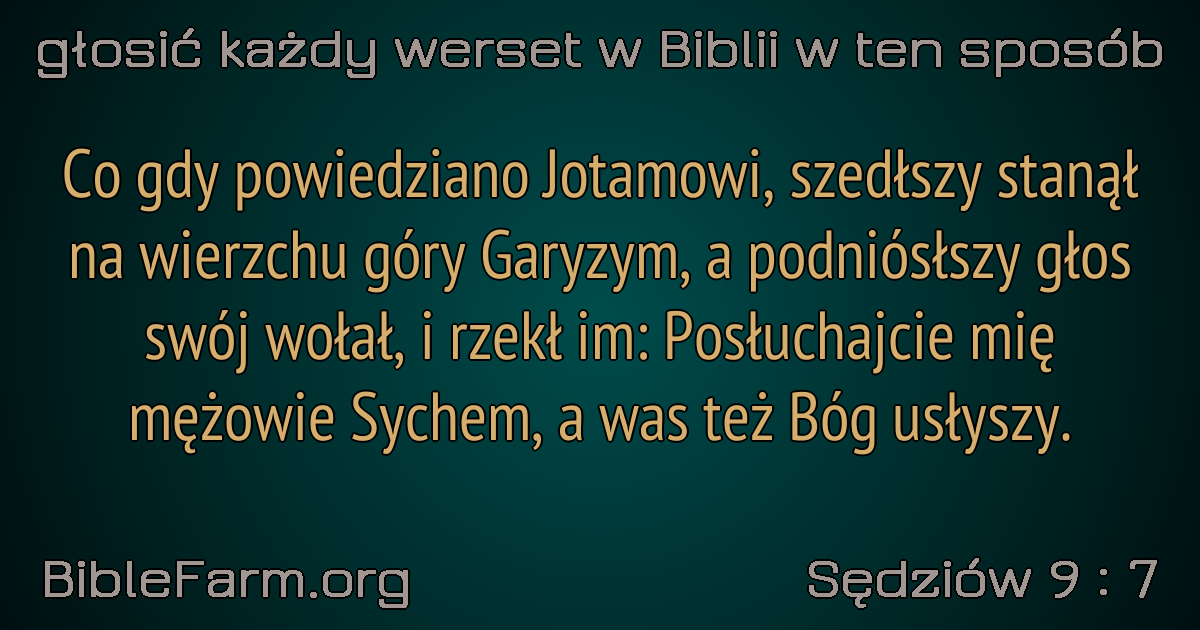 głosić każdy werset w Biblii w ten sposób
Co gdy powiedziano Jotamowi, szedłszy stanął
na wierzchu góry Garyzym, a podniósłszy głos
swój wołał, i rzekł im: Posłuchajcie mię
mężowie Sychem, a was też Bóg usłyszy.
BibleFarm.org
Sędziów 9 : 7